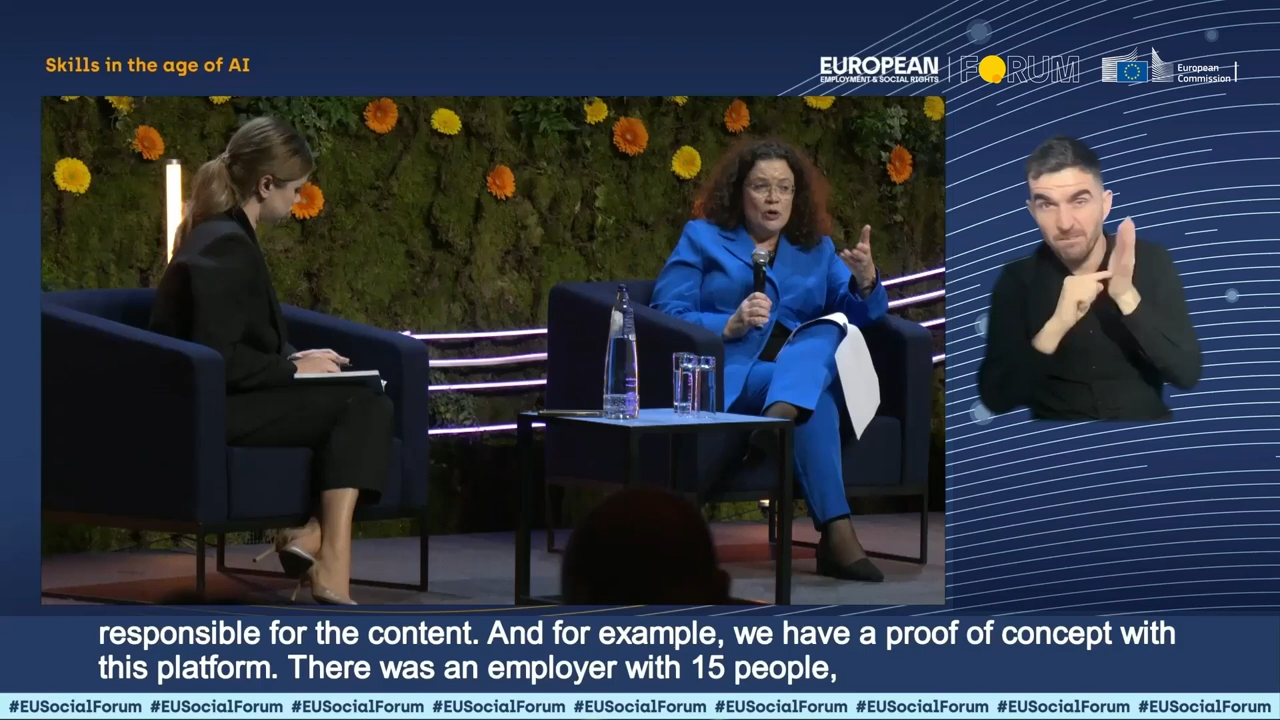 Skills in the age of AI
EUROPEAN
EMPLOYMENT & SOCIAL RIGHTS
FORUM
European
Commission
responsible for the content. And for example, we have a proof of concept with
this platform. There was an employer with 15 people,
#EUSocialForum #EUSocialForum #EUSocialForum #EUSocialForum #EUSocialForum #EUSocialForum #EUSocialForum #EUSocialForum #EUSocialForum